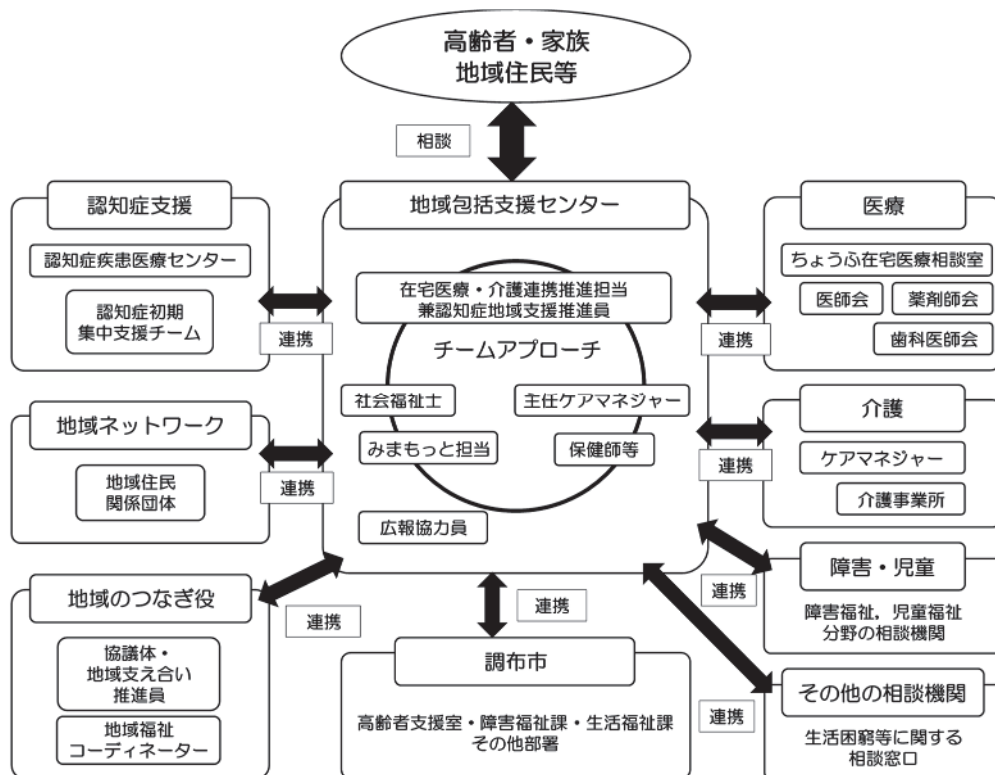 高齢者・家族
地域住民等
相談
認知症支援
認知症疾患医療センター
認知症初期
集中支援チーム
連携
地域ネットワーク
地域住民
関係団体
連携
地域のつなぎ役
協議体・
地域支え合い
推進員
地域福祉
コーディネーター
連携
地域包括支援センター
在宅医療・介護連携推進担当
兼認知症地域支援推進員
チームアプローチ
社会福祉士
主任ケアマネジャー
みまもっと担当
保健師等
広報協力員
連携
調布市
高齢者支援室・障害福祉課・生活福祉課
その他部署
医療
ちょうふ在宅医療相談室
医師会
薬剤師会
歯科医師会
連携
介護
ケアマネジャー
介護事業所
連携
障害・児童
障害福祉，児童福祉
分野の相談機関
連携
その他の相談機関
生活困窮等に関する
相談窓口
連携